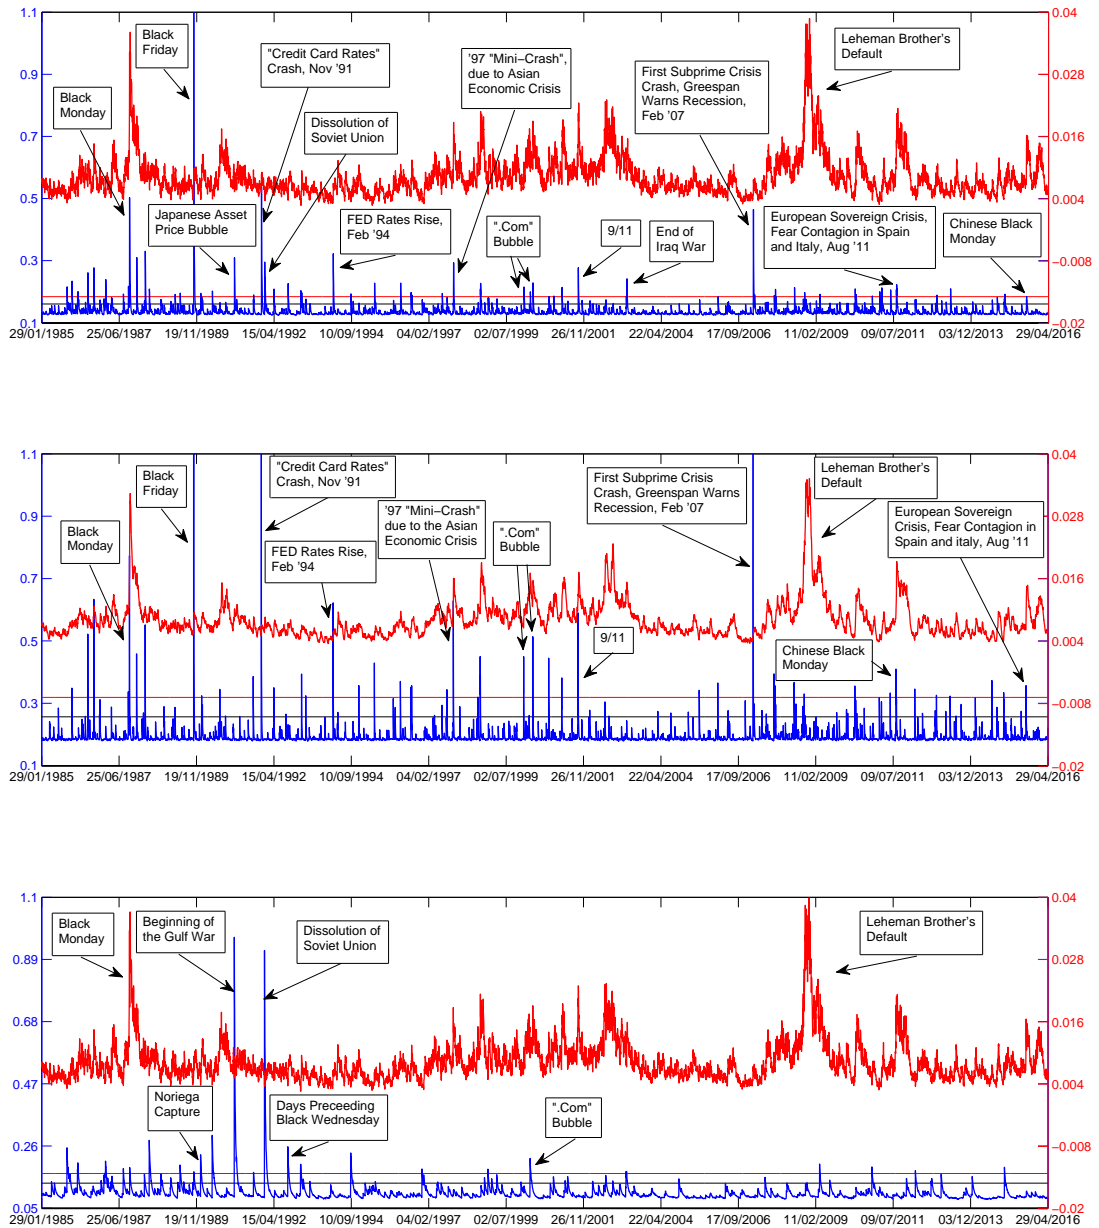 1.1
0.9
0.7
0.5
0.3
0.1
0.04
0.028
0.016
0.004
−0.008
−0.02
Black
Friday
"Credit Card Rates"
Crash, Nov '91
'97 "Mini−Crash",
due to Asian
Economic Crisis
First Subprime Crisis
Crash, Greespan
Warns Recession,
Feb '07
Leheman Brother's
Default
Black
Monday
Dissolution of
Soviet Union
Japanese Asset
Price Bubble
FED Rates Rise,
Feb '94
".Com"
Bubble
9/11
End of
Iraq War
European Sovereign Crisis,
Fear Contagion in Spain
and Italy, Aug '11
Chinese Black
Monday
29/01/1985 25/06/1987 19/11/1989 15/04/1992 10/09/1994 04/02/1997 02/07/1999 26/11/2001 22/04/2004 17/09/2006 11/02/2009 09/07/2011 03/12/2013 29/04/2016
1.1
0.9
0.7
0.5
0.3
0.1
0.04
0.028
0.016
0.004
−0.008
−0.02
Black
Friday
"Credit Card Rates"
Crash, Nov '91
First Subprime Crisis
Crash, Greenspan Warns
Recession, Feb '07
Leheman Brother's
Default
Black
Monday
FED Rates Rise,
Feb '94
'97 "Mini−Crash"
due to the Asian
Economic Crisis
".Com"
Bubble
European Sovereign
Crisis, Fear Contagion in
Spain and italy, Aug '11
9/11
Chinese Black
Monday
29/01/1985 25/06/1987 19/11/1989 15/04/1992 10/09/1994 04/02/1997 02/07/1999 26/11/2001 22/04/2004 17/09/2006 11/02/2009 09/07/2011 03/12/2013 29/04/2016
1.1
0.89
0.68
0.47
0.26
0.05
0.04
0.028
0.016
0.004
−0.008
−0.02
Black
Monday
Beginning of
the Gulf War
Dissolution of
Soviet Union
Leheman Brother's
Default
Noriega
Capture
Days Preceeding
Black Wednesday
".Com"
Bubble
29/01/1985 25/06/1987 19/11/1989 15/04/1992 10/09/1994 04/02/1997 02/07/1999 26/11/2001 22/04/2004 17/09/2006 11/02/2009 09/07/2011 03/12/2013 29/04/2016